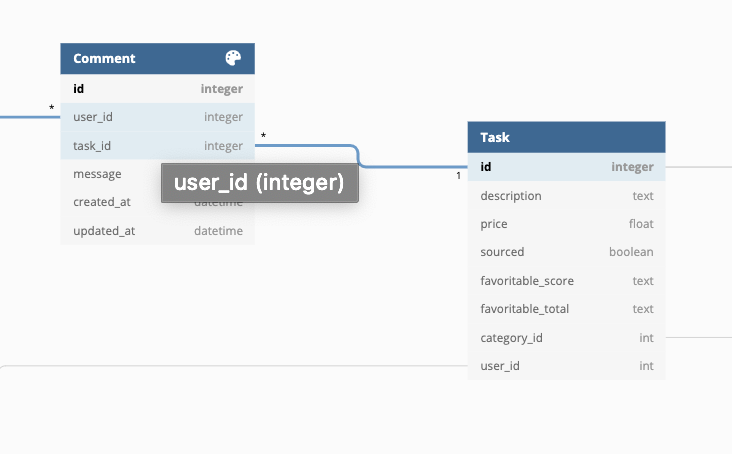 Comment
id integer
* user_id integer
task_id integer *
message
user_id (integer)
created_at datetime
updated_at datetime
Task
1 id integer
description text
price float
sourced boolean
favoritable_score text
favoritable_total text
category_id int
user_id int